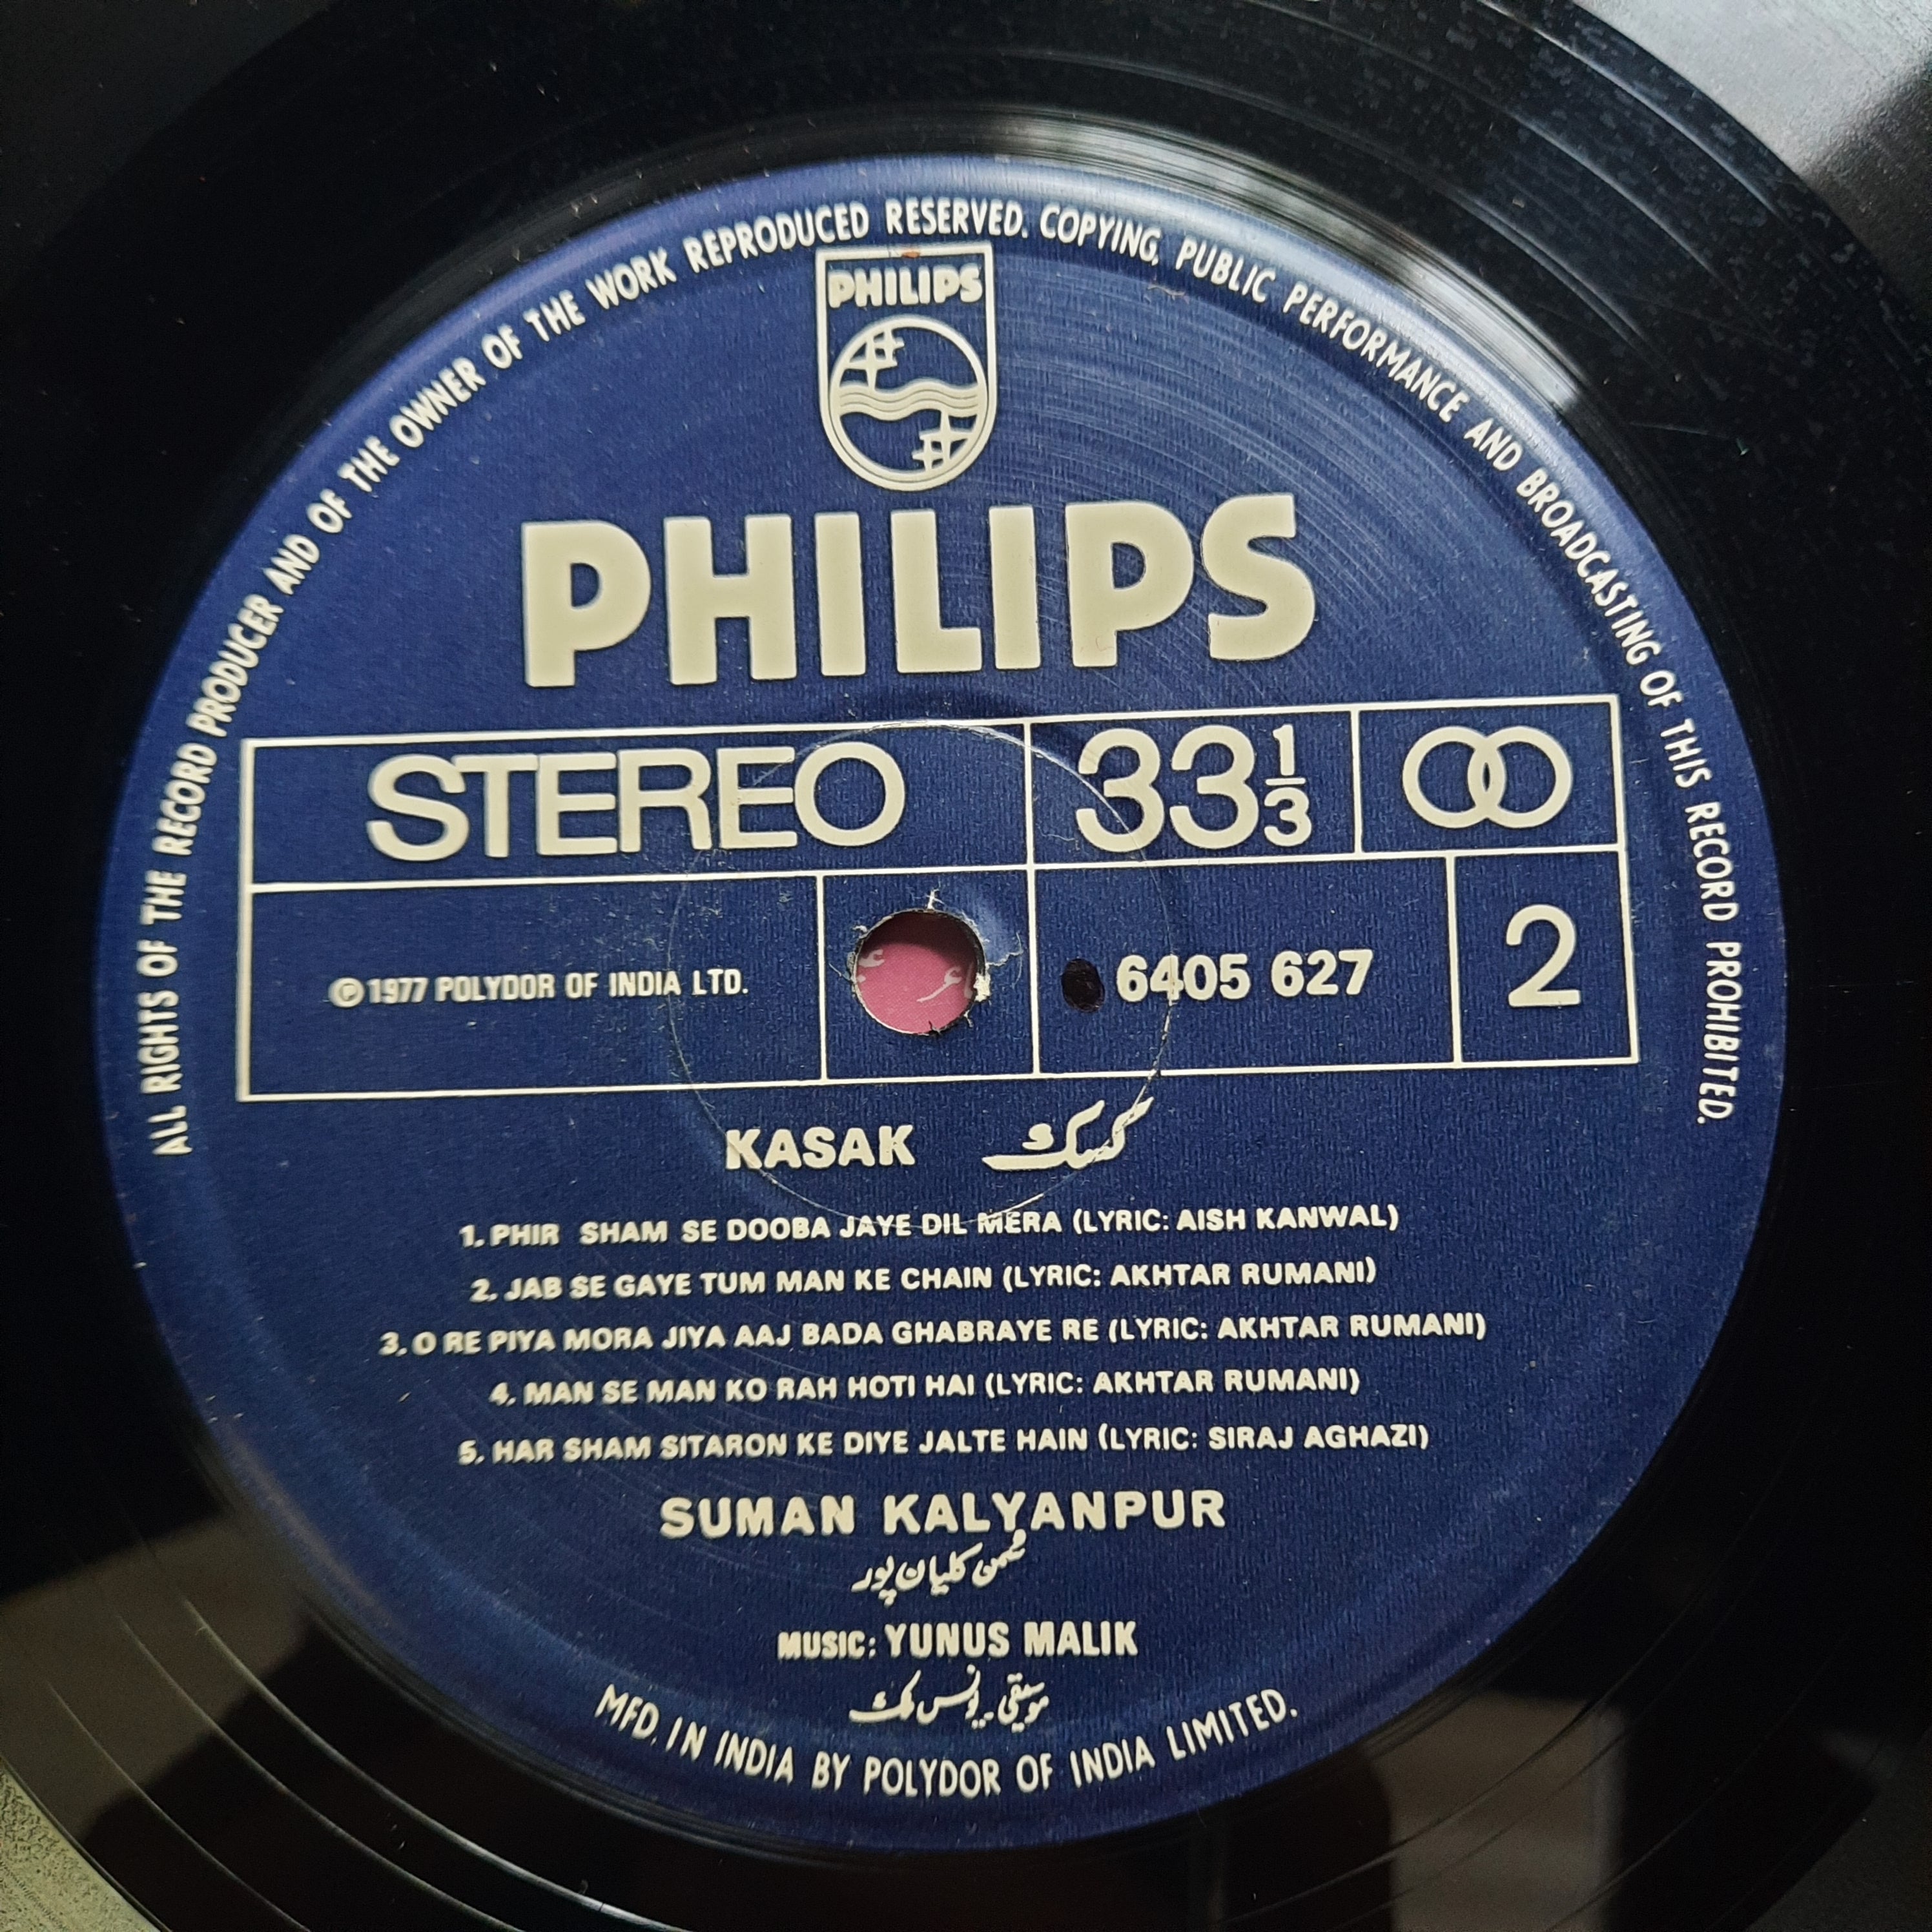 ALL RIGHTS OF THE RECORD PRODUCER AND OF THE OWNER OF THE WORK REPRODUCED RESERVED. COPYING, PUBLIC PERFORMANCE AND BROADCASTING OF THIS RECORD PROHIBITED.
PHILIPS
PHILIPS
STEREO 33 1/3
℗ 1977 POLYDOR OF INDIA LTD. 6405 627 2
KASAK کسک
1. PHIR SHAM SE DOOBA JAYE DIL MERA (LYRIC: AISH KANWAL)
2. JAB SE GAYE TUM MAN KE CHAIN (LYRIC: AKHTAR RUMANI)
3. O RE PIYA MORA JIYA AAJ BADA GHABRAYE RE (LYRIC: AKHTAR RUMANI)
4. MAN SE MAN KO RAH HOTI HAI (LYRIC: AKHTAR RUMANI)
5. HAR SHAM SITARON KE DIYE JALTE HAIN (LYRIC: SIRAJ AGHAZI)
SUMAN KALYANPUR
سُمن کلیان پور
MUSIC: YUNUS MALIK
موسیقی۔ یونس ملک
MFD. IN INDIA BY POLYDOR OF INDIA LIMITED.